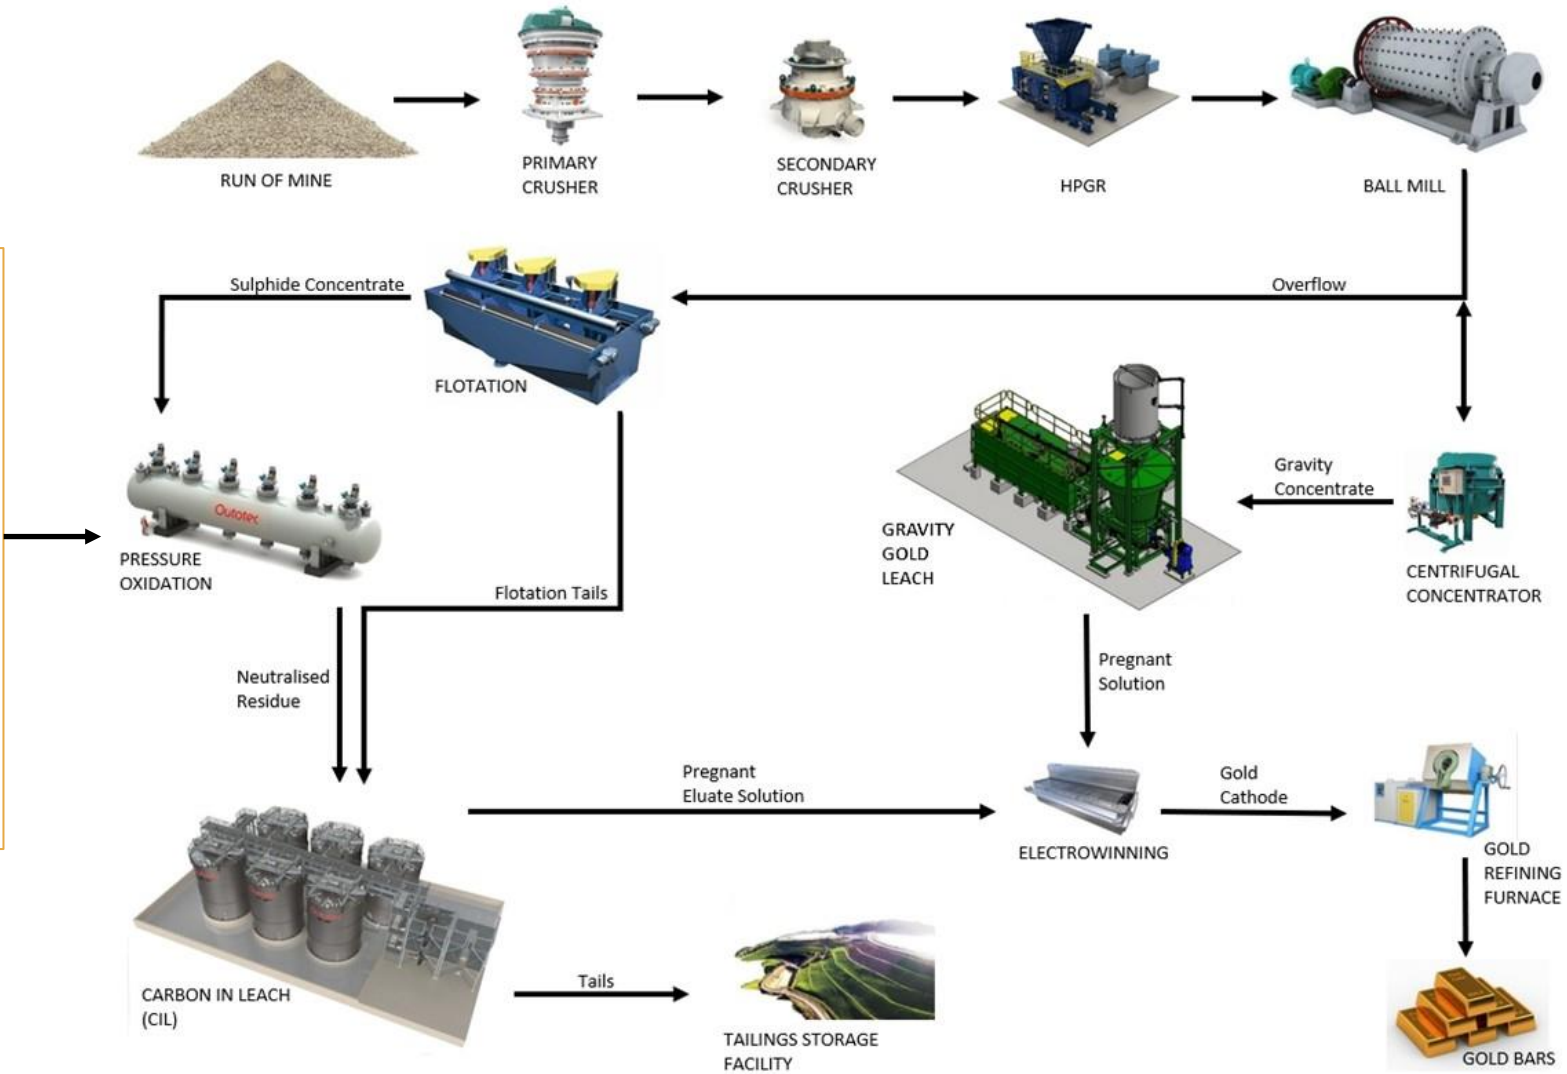 RUN OF MINE
PRIMARY
CRUSHER
SECONDARY
CRUSHER
HPGR
BALL MILL
Sulphide Concentrate
Overflow
FLOTATION
Gravity
Concentrate
GRAVITY
GOLD
LEACH
CENTRIFUGAL
CONCENTRATOR
Outotec
PRESSURE
OXIDATION
Flotation Tails
Neutralised
Residue
Pregnant
Solution
Pregnant
Eluate Solution
Gold
Cathode
ELECTROWINNING
GOLD
REFINING
FURNACE
CARBON IN LEACH
(CIL)
Tails
TAILINGS STORAGE
FACILITY
GOLD BARS